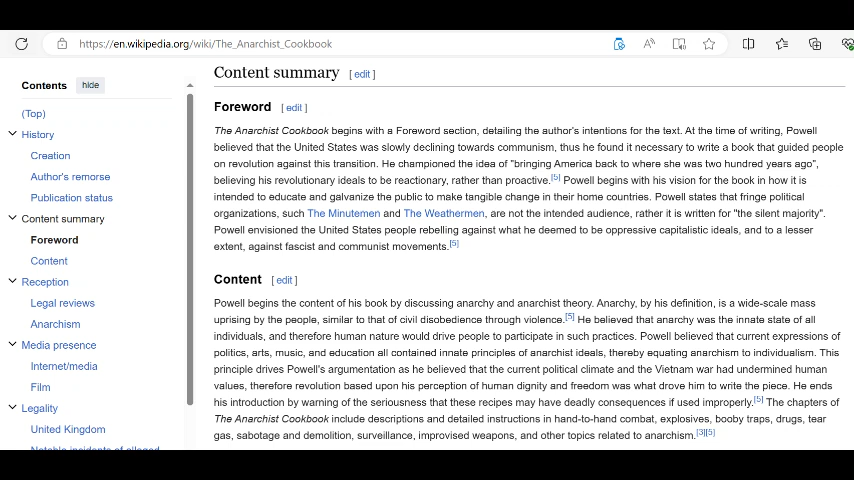 https://en.wikipedia.org/wiki/The_Anarchist_Cookbook
Contents hide
(Top)
History
Creation
Author's remorse
Publication status
Content summary
Foreword
Content
Reception
Legal reviews
Anarchism
Media presence
Internet/media
Film
Legality
United Kingdom
Notable incidents of alleged
Content summary [ edit ]
Foreword [ edit ]
The Anarchist Cookbook begins with a Foreword section, detailing the author's intentions for the text. At the time of writing, Powell
believed that the United States was slowly declining towards communism, thus he found it necessary to write a book that guided people
on revolution against this transition. He championed the idea of "bringing America back to where she was two hundred years ago",
believing his revolutionary ideals to be reactionary, rather than proactive.[5] Powell begins with his vision for the book in how it is
intended to educate and galvanize the public to make tangible change in their home countries. Powell states that fringe political
organizations, such The Minutemen and The Weathermen, are not the intended audience, rather it is written for "the silent majority".
Powell envisioned the United States people rebelling against what he deemed to be oppressive capitalistic ideals, and to a lesser
extent, against fascist and communist movements.[5]
Content [ edit ]
Powell begins the content of his book by discussing anarchy and anarchist theory. Anarchy, by his definition, is a wide-scale mass
uprising by the people, similar to that of civil disobedience through violence.[5] He believed that anarchy was the innate state of all
individuals, and therefore human nature would drive people to participate in such practices. Powell believed that current expressions of
politics, arts, music, and education all contained innate principles of anarchist ideals, thereby equating anarchism to individualism. This
principle drives Powell's argumentation as he believed that the current political climate and the Vietnam war had undermined human
values, therefore revolution based upon his perception of human dignity and freedom was what drove him to write the piece. He ends
his introduction by warning of the seriousness that these recipes may have deadly consequences if used improperly.[5] The chapters of
The Anarchist Cookbook include descriptions and detailed instructions in hand-to-hand combat, explosives, booby traps, drugs, tear
gas, sabotage and demolition, surveillance, improvised weapons, and other topics related to anarchism.[3][5]